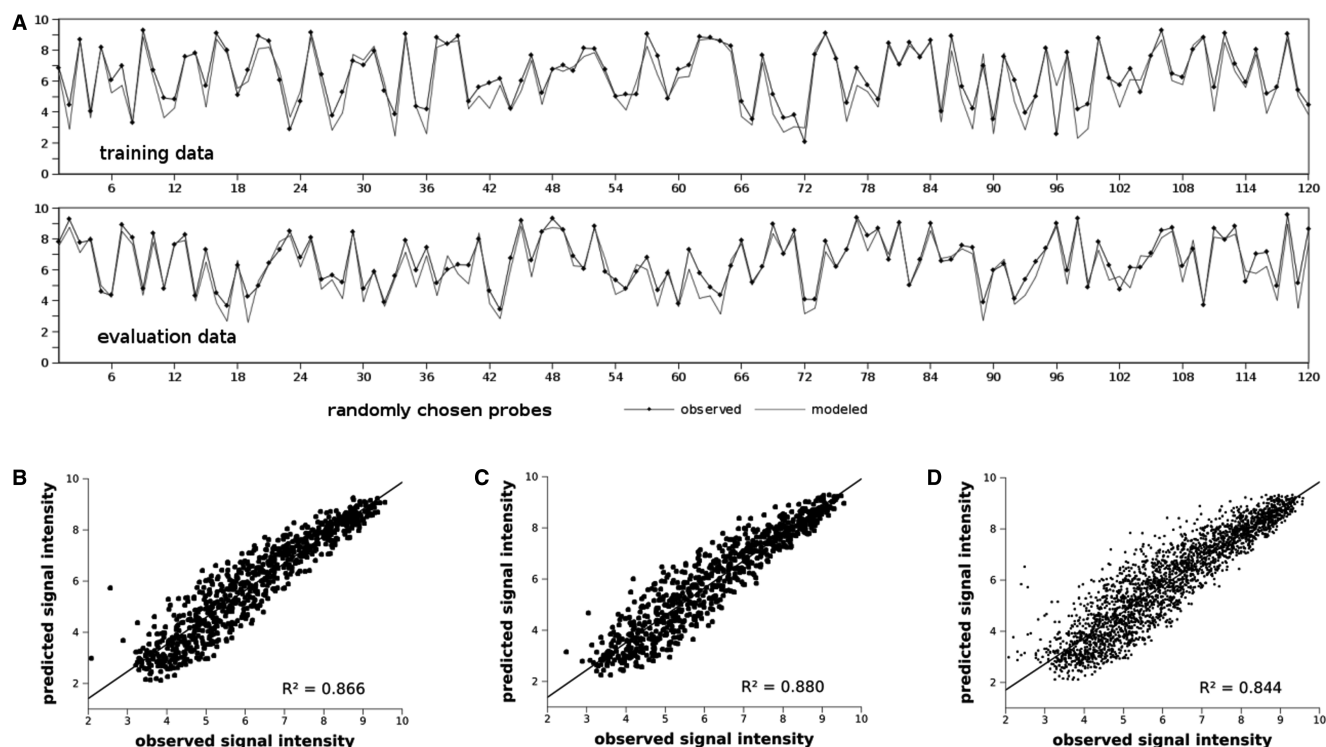 A
10
8
6
4
2
0
training data
6 12 18 24 30 36 42 48 54 60 66 72 78 84 90 96 102 108 114 120
10
8
6
4
2
0
evaluation data
6 12 18 24 30 36 42 48 54 60 66 72 78 84 90 96 102 108 114 120
randomly chosen probes observed modeled
B
predicted signal intensity
10
8
6
4
2
R² = 0.866
2 3 4 5 6 7 8 9 10
observed signal intensity
C
predicted signal intensity
10
8
6
4
2
R² = 0.880
2 3 4 5 6 7 8 9 10
observed signal intensity
D
predicted signal intensity
10
8
6
4
2
R² = 0.844
2 3 4 5 6 7 8 9 10
observed signal intensity